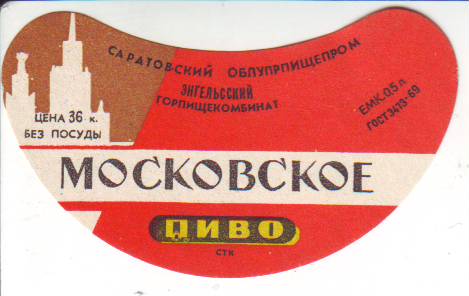 САРАТОВСКИЙ ОБЛУПРПИЩЕПРОМ
ЭНГЕЛЬССКИЙ
ГОРПИЩЕКОМБИНАТ
ЕМК. 0,5 л
ГОСТ 3473-69
ЦЕНА 36 к.
БЕЗ ПОСУДЫ
МОСКОВСКОЕ
ПИВО
СТК